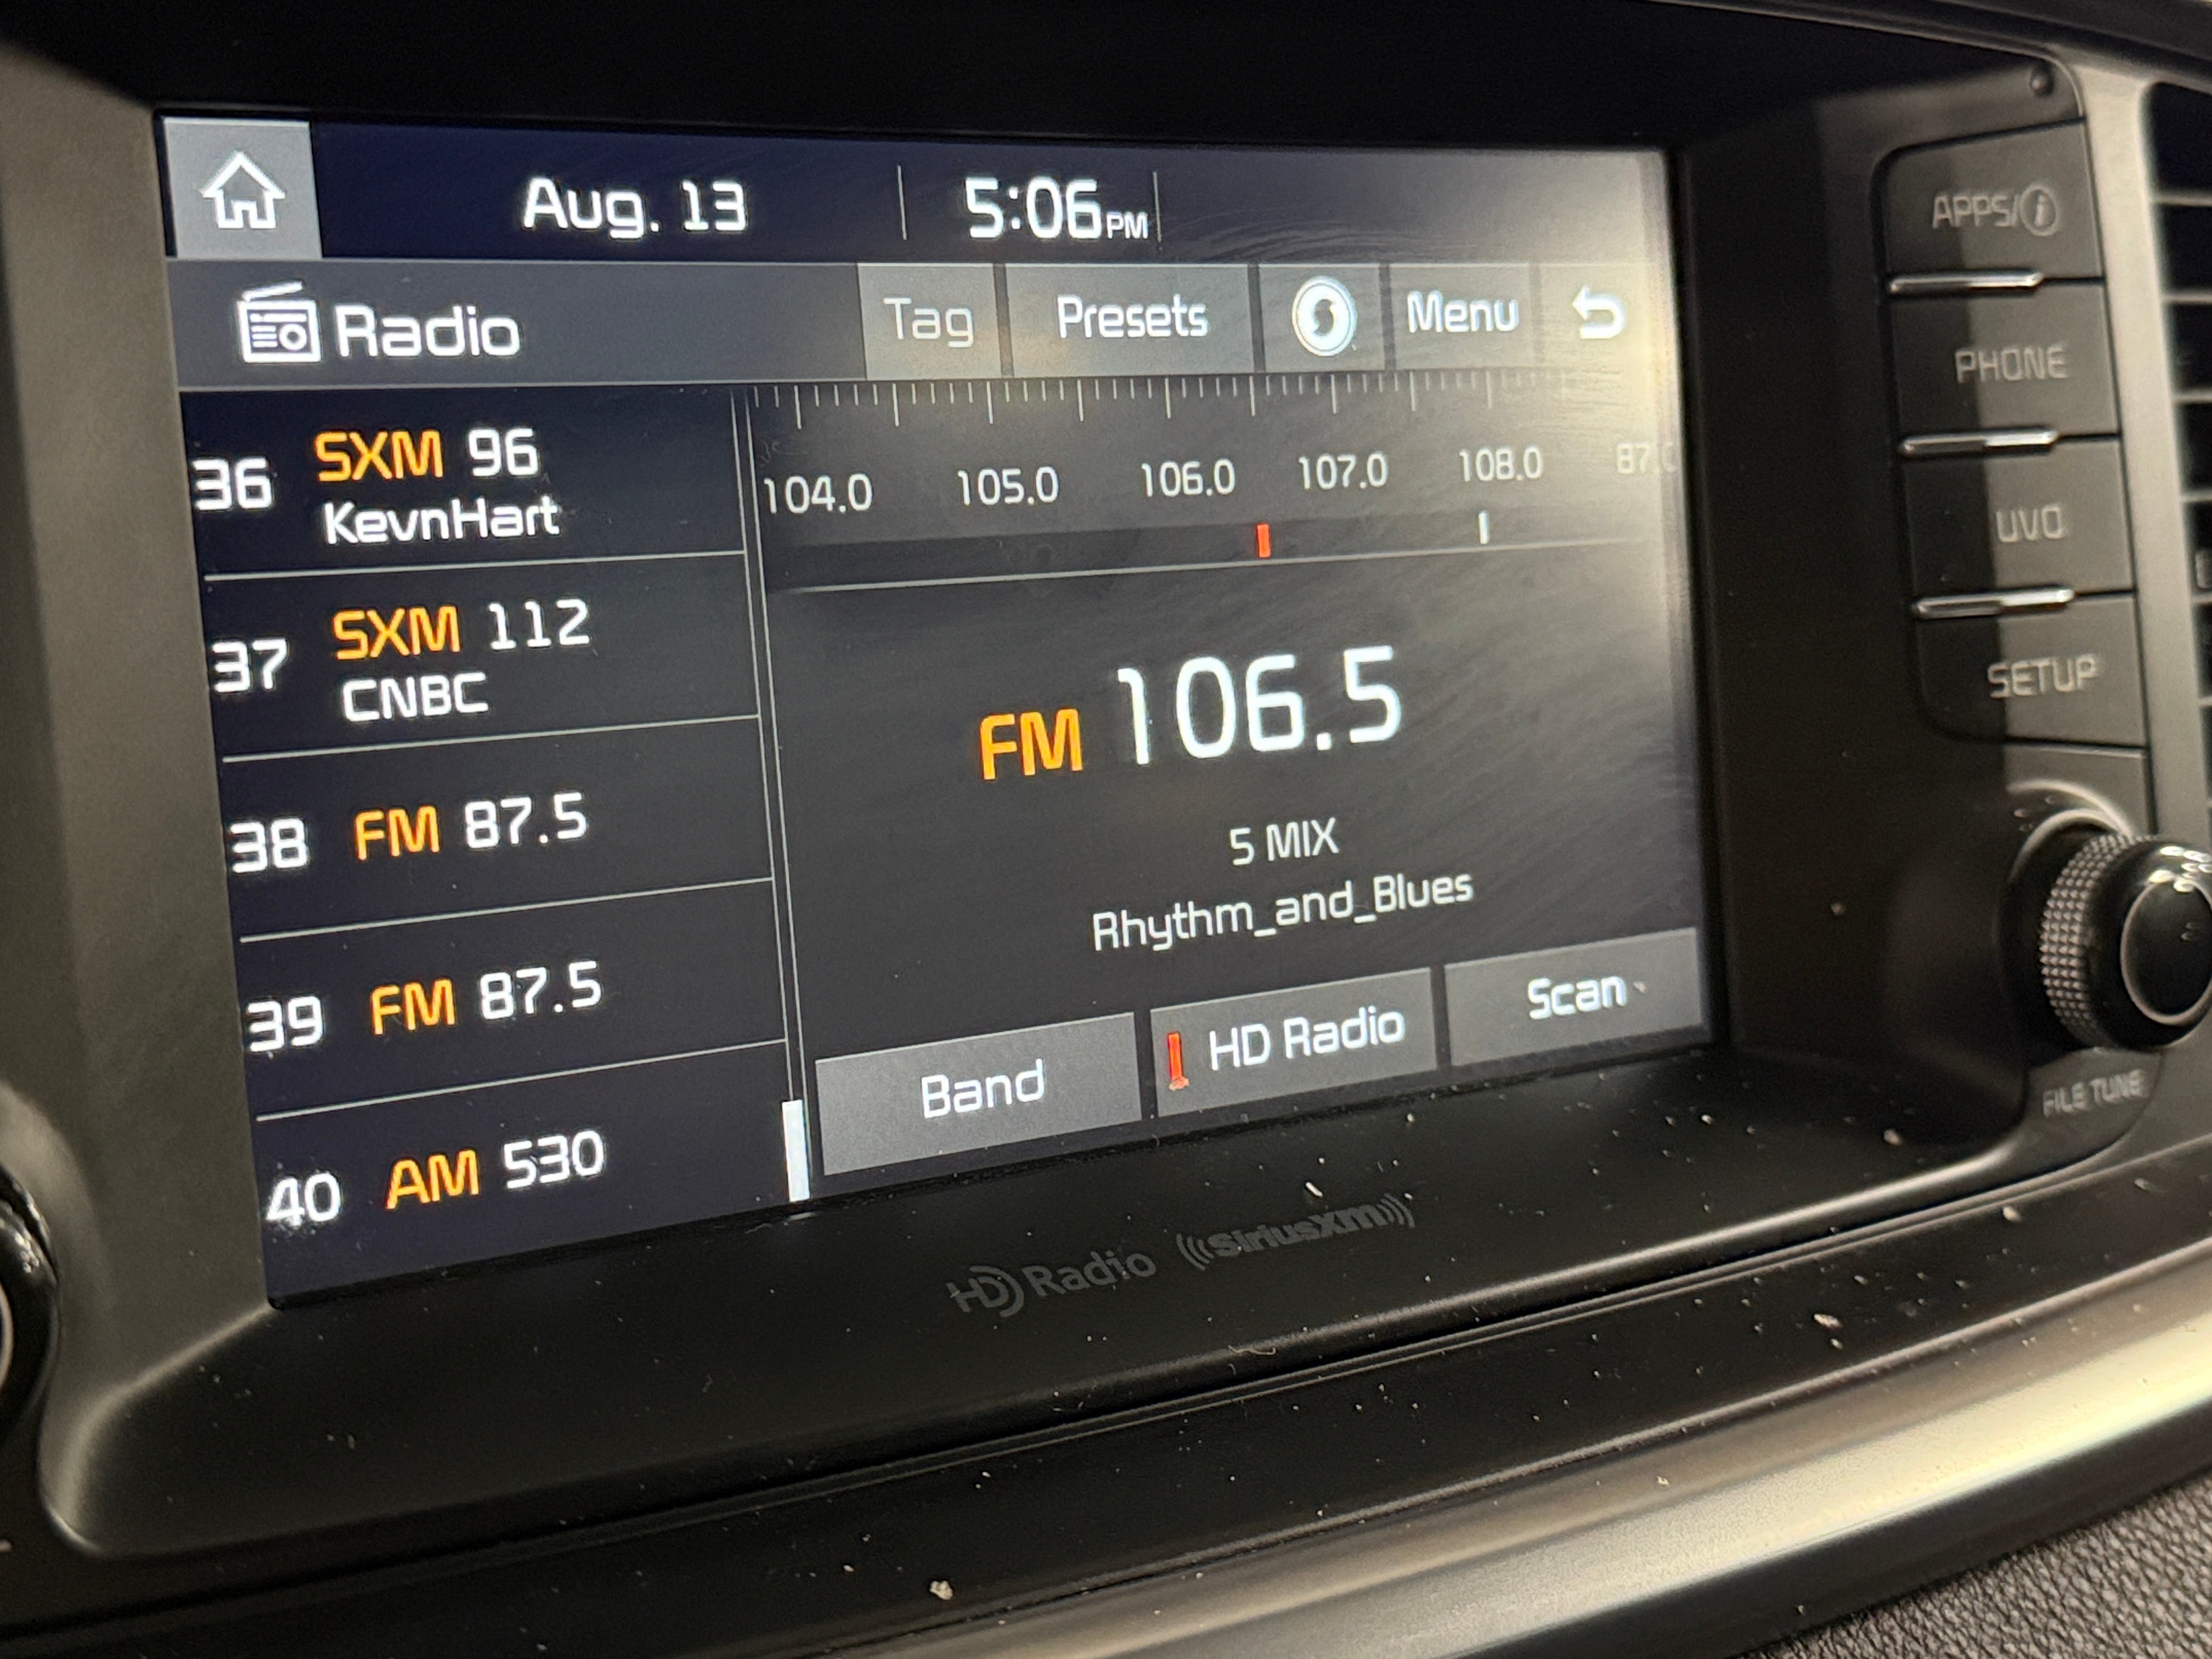 Aug. 13
5:06PM
Radio
Tag
Presets
Menu
36 SXM 96
KevnHart
37 SXM 112
CNBC
38 FM 87.5
39 FM 87.5
40 AM 530
104.0 105.0 106.0 107.0 108.0
FM 106.5
5 MIX
Rhythm_and_Blues
Band
HD Radio
Scan
HD Radio
SiriusXM
APPS/i
PHONE
UVO
SETUP
FILE TUNE